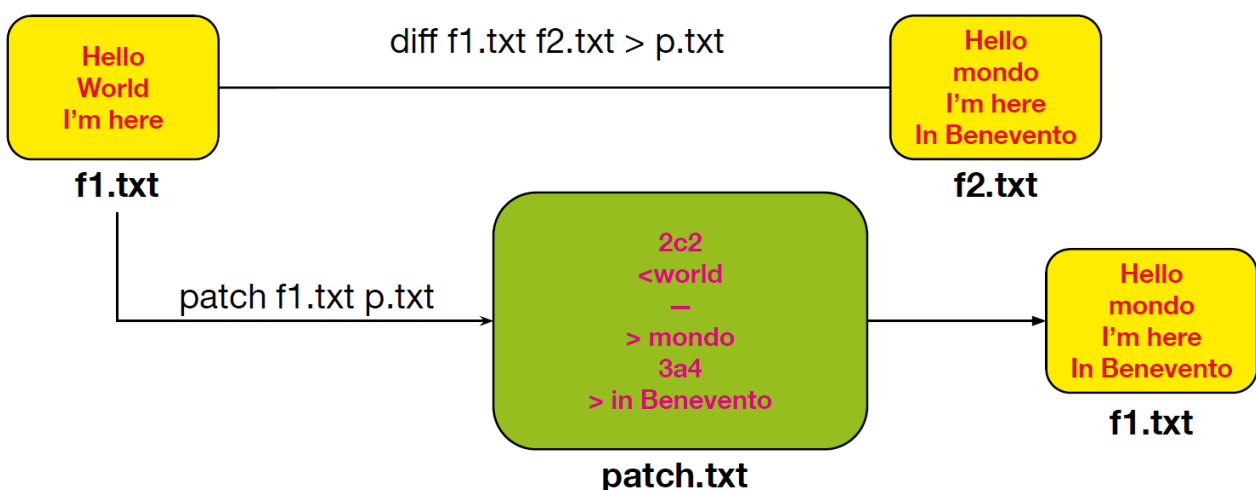 diff f1.txt f2.txt > p.txt
Hello
World
I'm here
f1.txt
Hello
mondo
I'm here
In Benevento
f2.txt
patch f1.txt p.txt
2c2
<world
—
> mondo
3a4
> in Benevento
patch.txt
Hello
mondo
I'm here
In Benevento
f1.txt